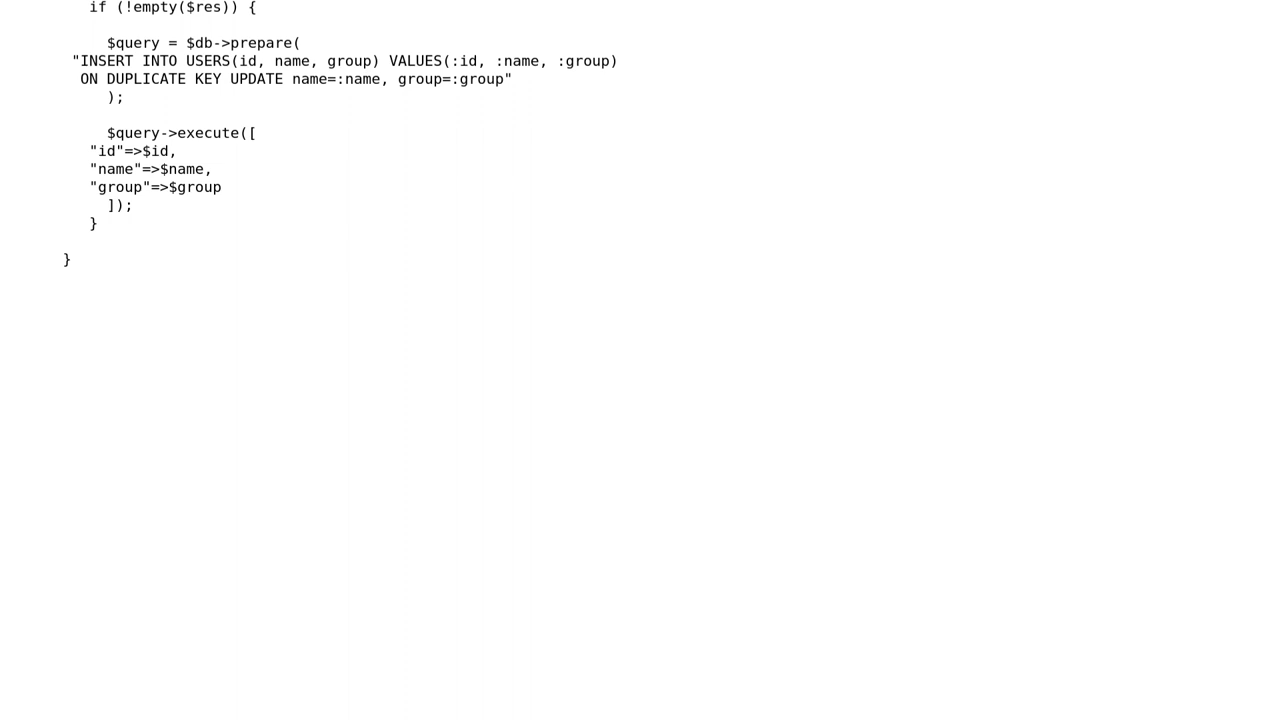 if (!empty($res)) {
$query = $db->prepare(
"INSERT INTO USERS(id, name, group) VALUES(:id, :name, :group)
ON DUPLICATE KEY UPDATE name=:name, group=:group"
);
$query->execute([
"id"=>$id,
"name"=>$name,
"group"=>$group
]);
}
}